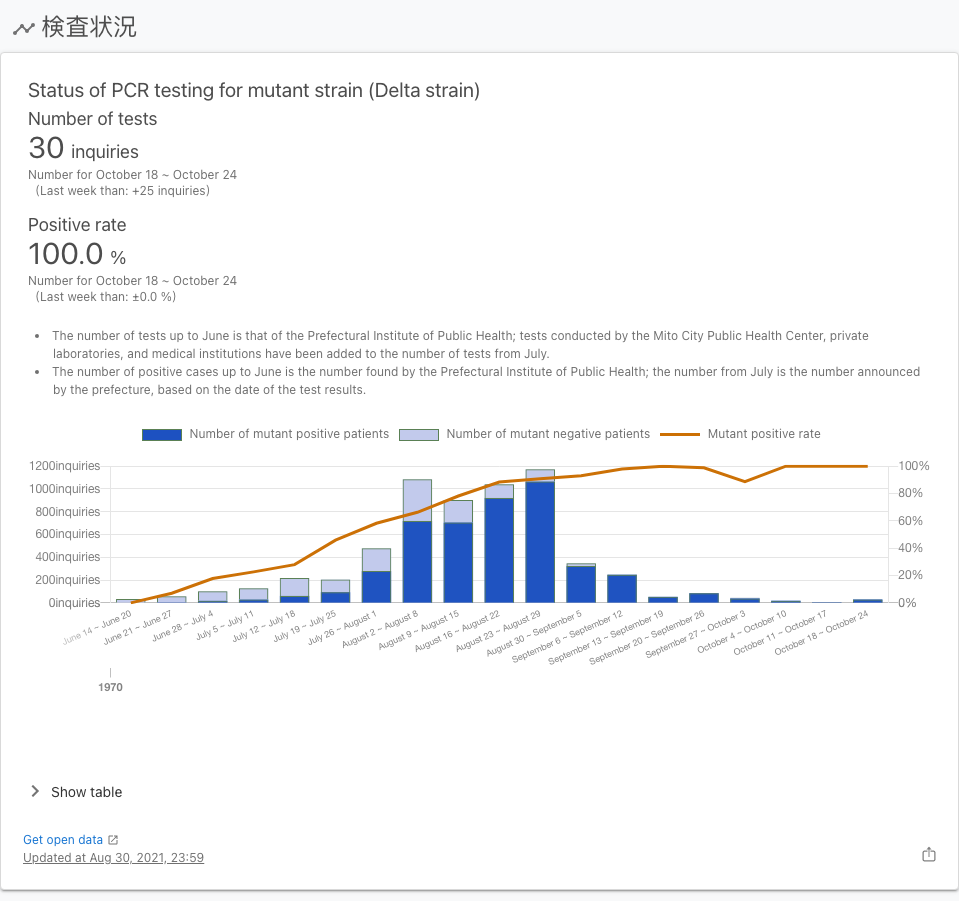 検査状況
Status of PCR testing for mutant strain (Delta strain)
Number of tests
30 inquiries
Number for October 18 ~ October 24
(Last week than: +25 inquiries)
Positive rate
100.0 %
Number for October 18 ~ October 24
(Last week than: ±0.0 %)
• The number of tests up to June is that of the Prefectural Institute of Public Health; tests conducted by the Mito City Public Health Center, private
laboratories, and medical institutions have been added to the number of tests from July.
• The number of positive cases up to June is the number found by the Prefectural Institute of Public Health; the number from July is the number announced
by the prefecture, based on the date of the test results.
Number of mutant positive patients Number of mutant negative patients Mutant positive rate
1200inquiries
1000inquiries
800inquiries
600inquiries
400inquiries
200inquiries
0inquiries
100%
80%
60%
40%
20%
0%
June 14 ~ June 20
June 21 ~ June 27
June 28 ~ July 4
July 5 ~ July 11
July 12 ~ July 18
July 19 ~ July 25
July 26 ~ August 1
August 2 ~ August 8
August 9 ~ August 15
August 16 ~ August 22
August 23 ~ August 29
August 30 ~ September 5
September 6 ~ September 12
September 13 ~ September 19
September 20 ~ September 26
September 27 ~ October 3
October 4 ~ October 10
October 11 ~ October 17
October 18 ~ October 24
1970
Show table
Get open data
Updated at Aug 30, 2021, 23:59